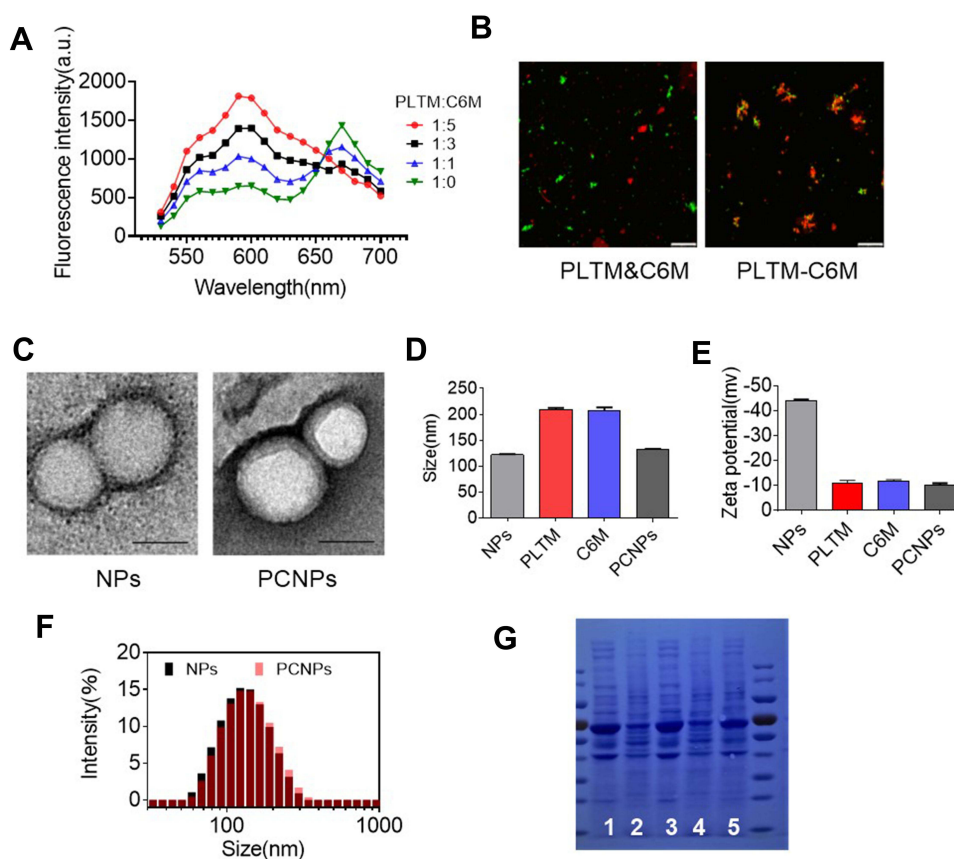 A
Fluorescence intensity(a.u.)
2000
1500
1000
500
0
550
600
650
700
Wavelength(nm)
PLTM:C6M
1:5
1:3
1:1
1:0
B
PLTM&C6M
PLTM-C6M
C
NPs
PCNPs
D
Size(nm)
250
200
150
100
50
0
NPs
PLTM
C6M
PCNPs
E
Zeta potential(mv)
-50
-40
-30
-20
-10
0
NPs
PLTM
C6M
PCNPs
F
Intensity(%)
20
15
10
5
0
NPs
PCNPs
100
1000
Size(nm)
G
1 2 3 4 5